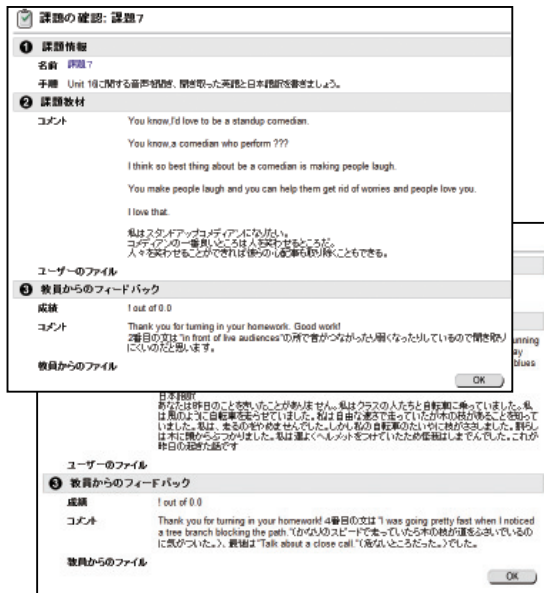 課題の確認: 課題7
1 課題情報
名前 課題7
手順 Unit 16に関する音声を聞き、聞き取った英語と日本語訳を書きましょう。
2 課題教材
コメント You know,I'd love to be a standup comedian.
You know,a comedian who perform ???
I think so best thing about be a comedian is making people laugh.
You make people laugh and you can help them get rid of worries and people love you.
I love that.
私はスタンドアップコメディアンになりたい。
コメディアンの一番良いところは人を笑わせるところだ。
人々を笑わせることができれば彼らの心配事も取り除くこともできる。
ユーザーのファイル
3 教員からのフィードバック
成績 ! out of 0.0
コメント Thank you for turning in your homework. Good work!
2番目の文は "in front of live audiences"の所で音がつながったり弱くなったりしているので聞き取り
にくいのだと思います。
教員からのファイル
OK
unning
ay
blues
日本語訳
あなたは昨日のことを聞いたことがありません。私はクラスの人たちと自転車に乗っていました。私
は風のように自転車を走らせていました。私は自由な速さで走っていたが木の枝があることを知って
いました。私は、走るのをやめませんでした。しかし私の自転車のたいやに枝がささしました。
は木に頭からぶつかりました。私は運よくヘルメットをつけていたため怪我はしまでんでした。これが
昨日の起きた話です
ユーザーのファイル
3 教員からのフィードバック
成績 ! out of 0.0
コメント Thank you for turning in your homework! 4番目の文は "I was going pretty fast when I noticed
a tree branch blocking the path."(かなりのスピードで走っていたら木の枝が道をふさいでいるの
に気がついた。)、最後は "Talk about a close call."(危ないところだった。)でした。
教員からのファイル
OK